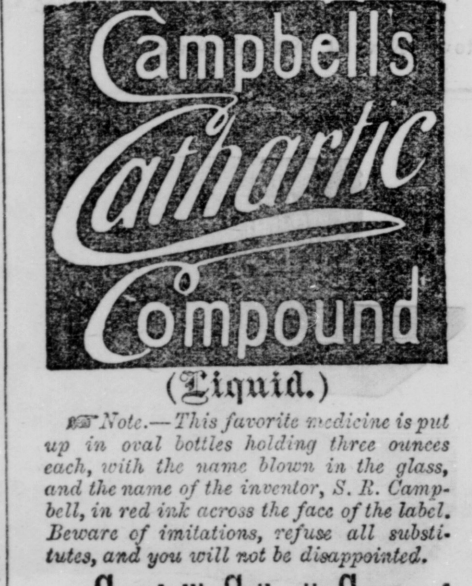 Campbell's
Cathartic
Compound
(Liquid.)
☞Note.—This favorite medicine is put
up in oval bottles holding three ounces
each, with the name blown in the glass,
and the name of the inventor, S. R. Camp-
bell, in red ink across the face of the label.
Beware of imitations, refuse all substi-
tutes, and you will not be disappointed.